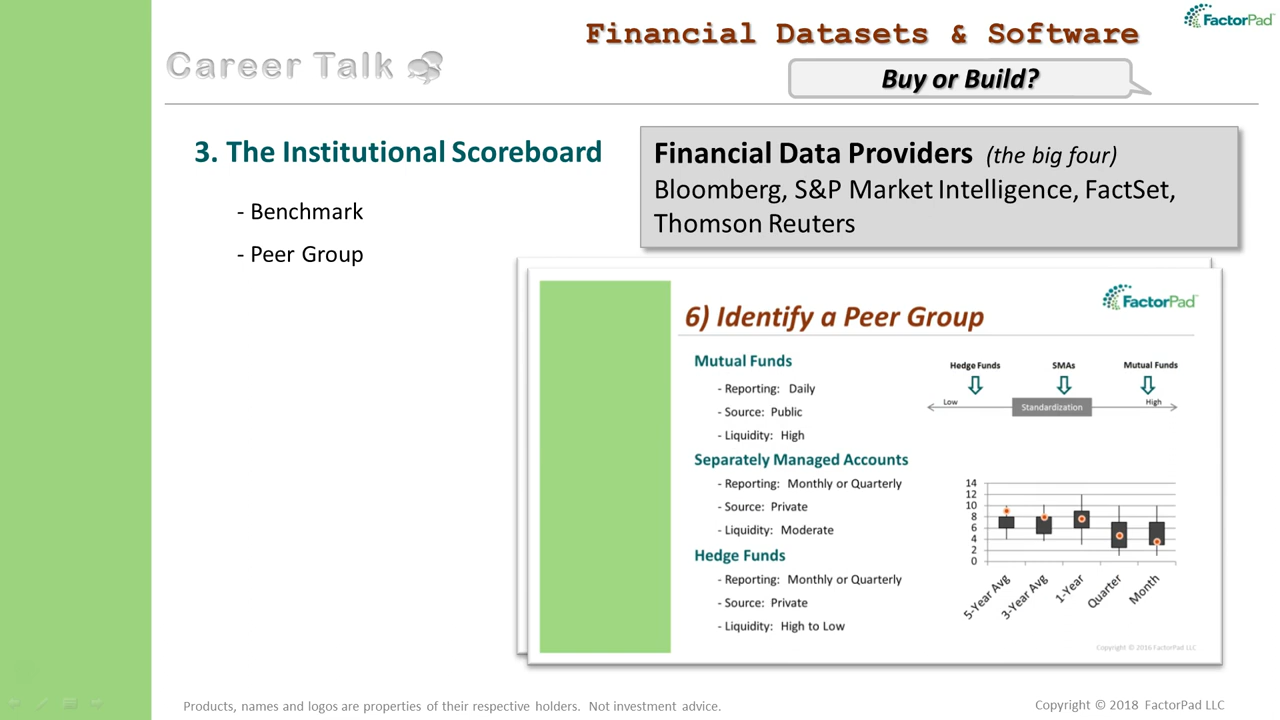 Financial Datasets & Software
FactorPad
Career Talk
Buy or Build?
3. The Institutional Scoreboard
- Benchmark
- Peer Group
Financial Data Providers (the big four)
Bloomberg, S&P Market Intelligence, FactSet,
Thomson Reuters
FactorPad
6) Identify a Peer Group
Mutual Funds
- Reporting: Daily
- Source: Public
- Liquidity: High
Separately Managed Accounts
- Reporting: Monthly or Quarterly
- Source: Private
- Liquidity: Moderate
Hedge Funds
- Reporting: Monthly or Quarterly
- Source: Private
- Liquidity: High to Low
Hedge Funds SMAs Mutual Funds
Low Standardization High
14
12
10
8
6
4
2
0
5-Year Avg
3-Year Avg
1-Year
Quarter
Month
Copyright © 2016 FactorPad LLC
Products, names and logos are properties of their respective holders. Not investment advice.
Copyright © 2018 FactorPad LLC